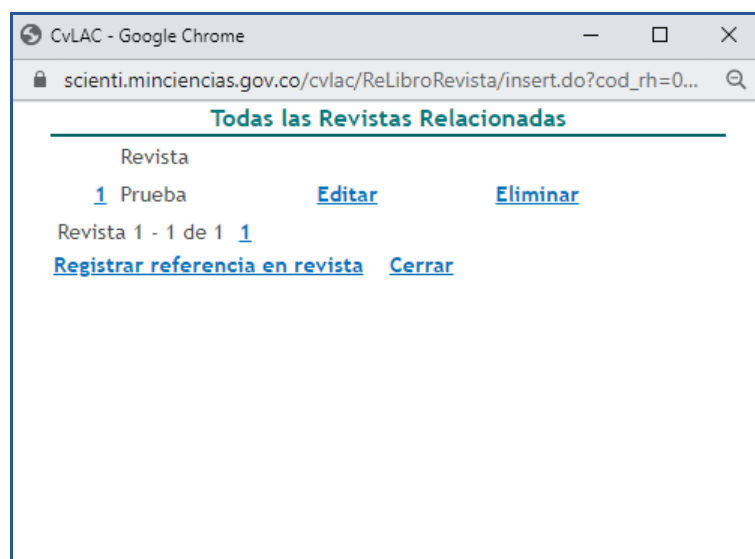 CvLAC - Google Chrome
scienti.minciencias.gov.co/cvlac/ReLibroRevista/insert.do?cod_rh=0...
Todas las Revistas Relacionadas
Revista
1 Prueba Editar Eliminar
Revista 1 - 1 de 1 1
Registrar referencia en revista Cerrar